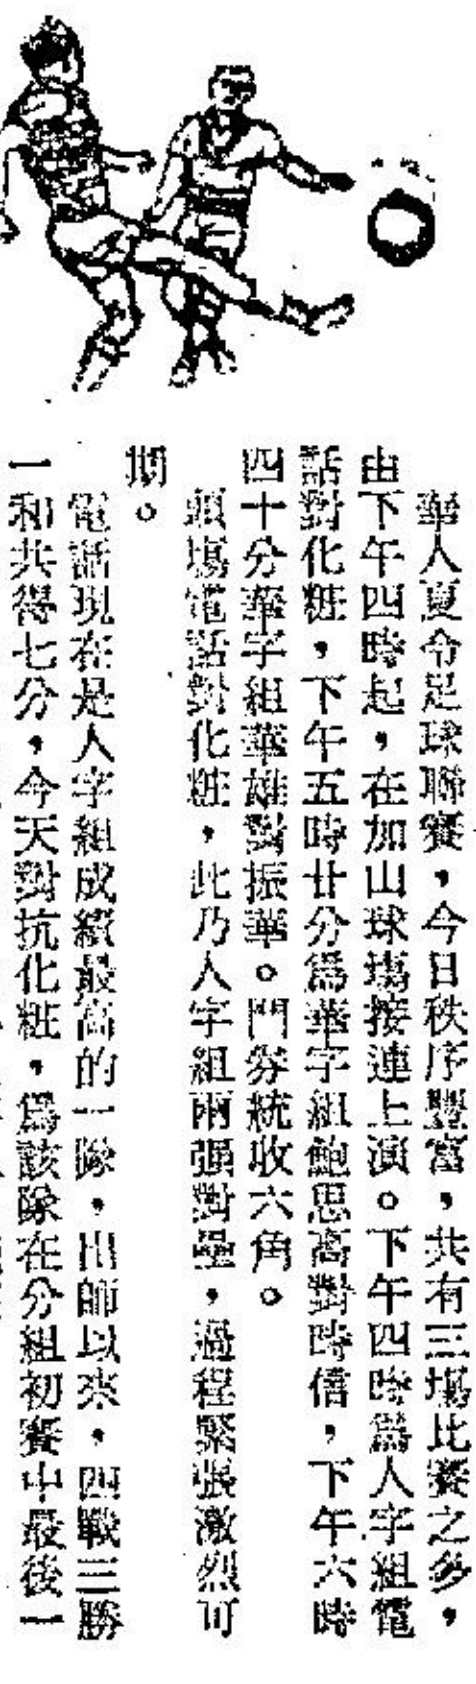 華人夏令足球聯賽，今日秩序豐富，共有三塲比賽之多，
由下午四時起，在加山球塲接連上演。下午四時爲人字組電
話對化粧，下午五時廿分爲華字組鮑思高對時信，下午六時
四十分華字組華雄對振華。門券統收六角。
頭塲電話對化粧，此乃人字組兩强對壘，過程緊張激烈可
期。
電話現在是人字組成績最高的一隊，出師以來，四戰三勝
一和共得七分，今天對抗化粧，爲該隊在分組初賽中最後一